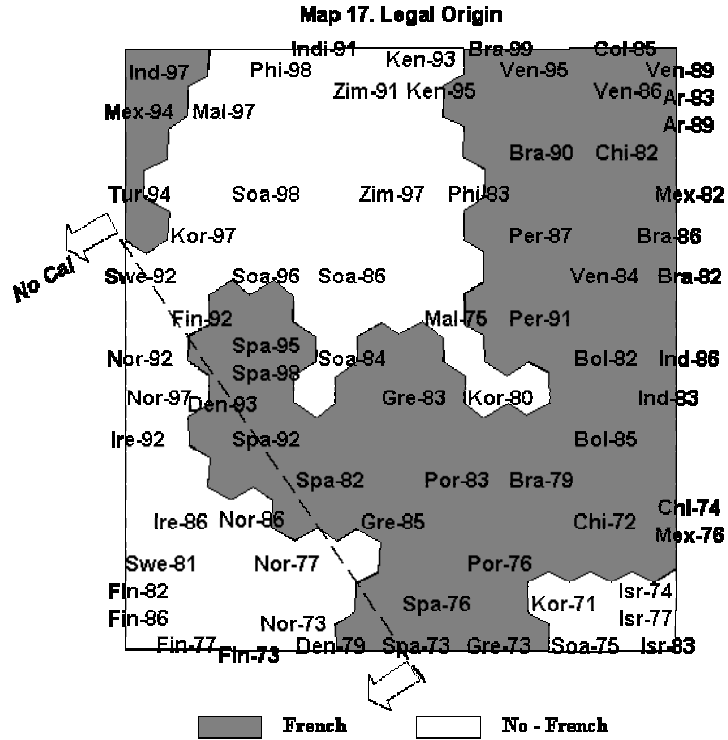 Map 17. Legal Origin
Indi-91 Bra-99 Col-85
Ken-93
Ind-97 Phi-98 Ven-95 Ven-89
Zim-91 Ken-95 Ven-86 Ar-83
Mex-94 Mal-97
Ar-89
Bra-90 Chi-82
Tur-94 Soa-98 Zim-97 Phi-83 Mex-82
Kor-97 Per-87 Bra-86
No Cal
Swe-92 Soa-96 Soa-86 Ven-84 Bra-82
Fin-92 Mal-75 Per-91
Spa-95
Nor-92 Soa-84 Bol-82 Ind-86
Spa-98
Nor-97 Den-93 Gre-83 Kor-80 Ind-83
Ire-92 Spa-92 Bol-85
Spa-82 Por-83 Bra-79
Chi-74
Ire-86 Nor-86 Gre-85 Chi-72
Mex-76
Swe-81 Nor-77 Por-76
Fin-82 Isr-74
Spa-76 Kor-71
Fin-86 Isr-77
Nor-73
Fin-77 Fin-73 Den-79 Spa-73 Gre-73 Soa-75 Isr-83
French No - French